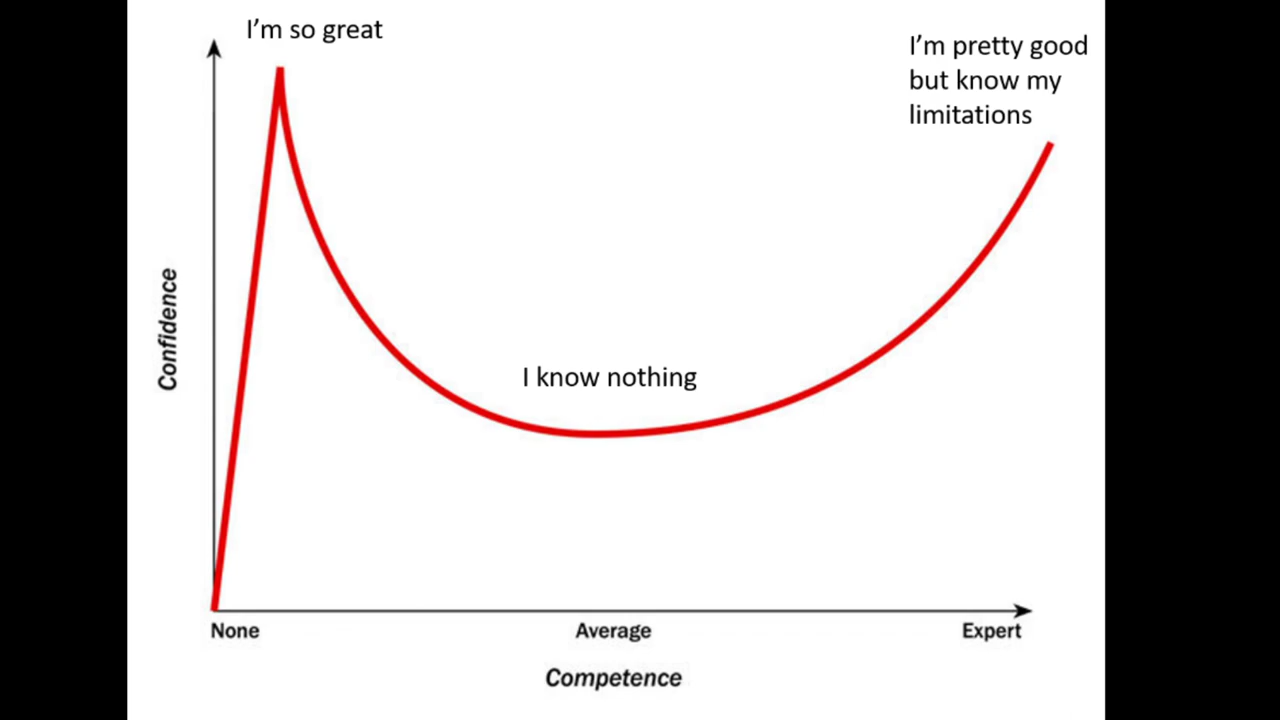 I’m so great
I’m pretty good
but know my
limitations
Confidence
I know nothing
None
Average
Expert
Competence